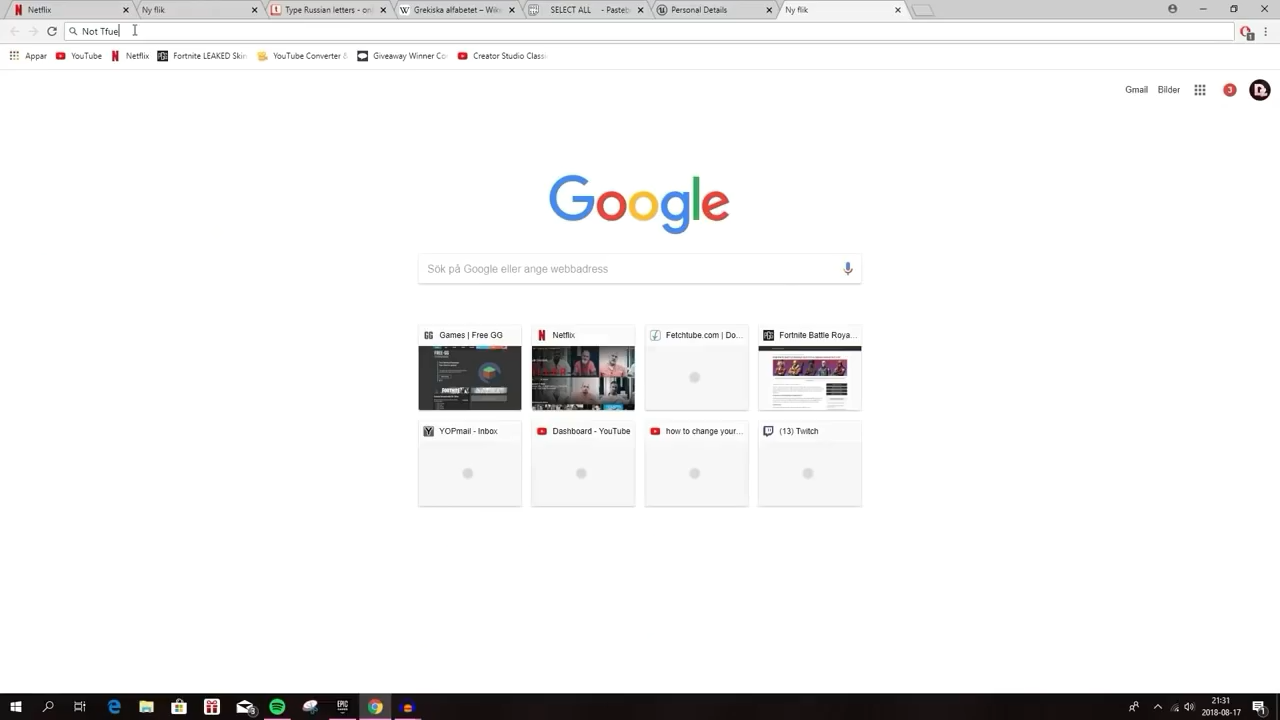 Netflix
Ny flik
Type Russian letters - onl
Grekiska alfabetet – Wik
SELECT ALL - Pasteb
Personal Details
Ny flik
Not Tfue
Appar
YouTube
Netflix
Fortnite LEAKED Skin
YouTube Converter &
Giveaway Winner Co
Creator Studio Class
Gmail
Bilder
3
Google
Sök på Google eller ange webbadress
GG Games | Free GG
Netflix
Fetchtube.com | Do...
Fortnite Battle Roya...
YOPmail - Inbox
Dashboard - YouTube
how to change your...
(13) Twitch
EPIC
21:31
2018-08-17